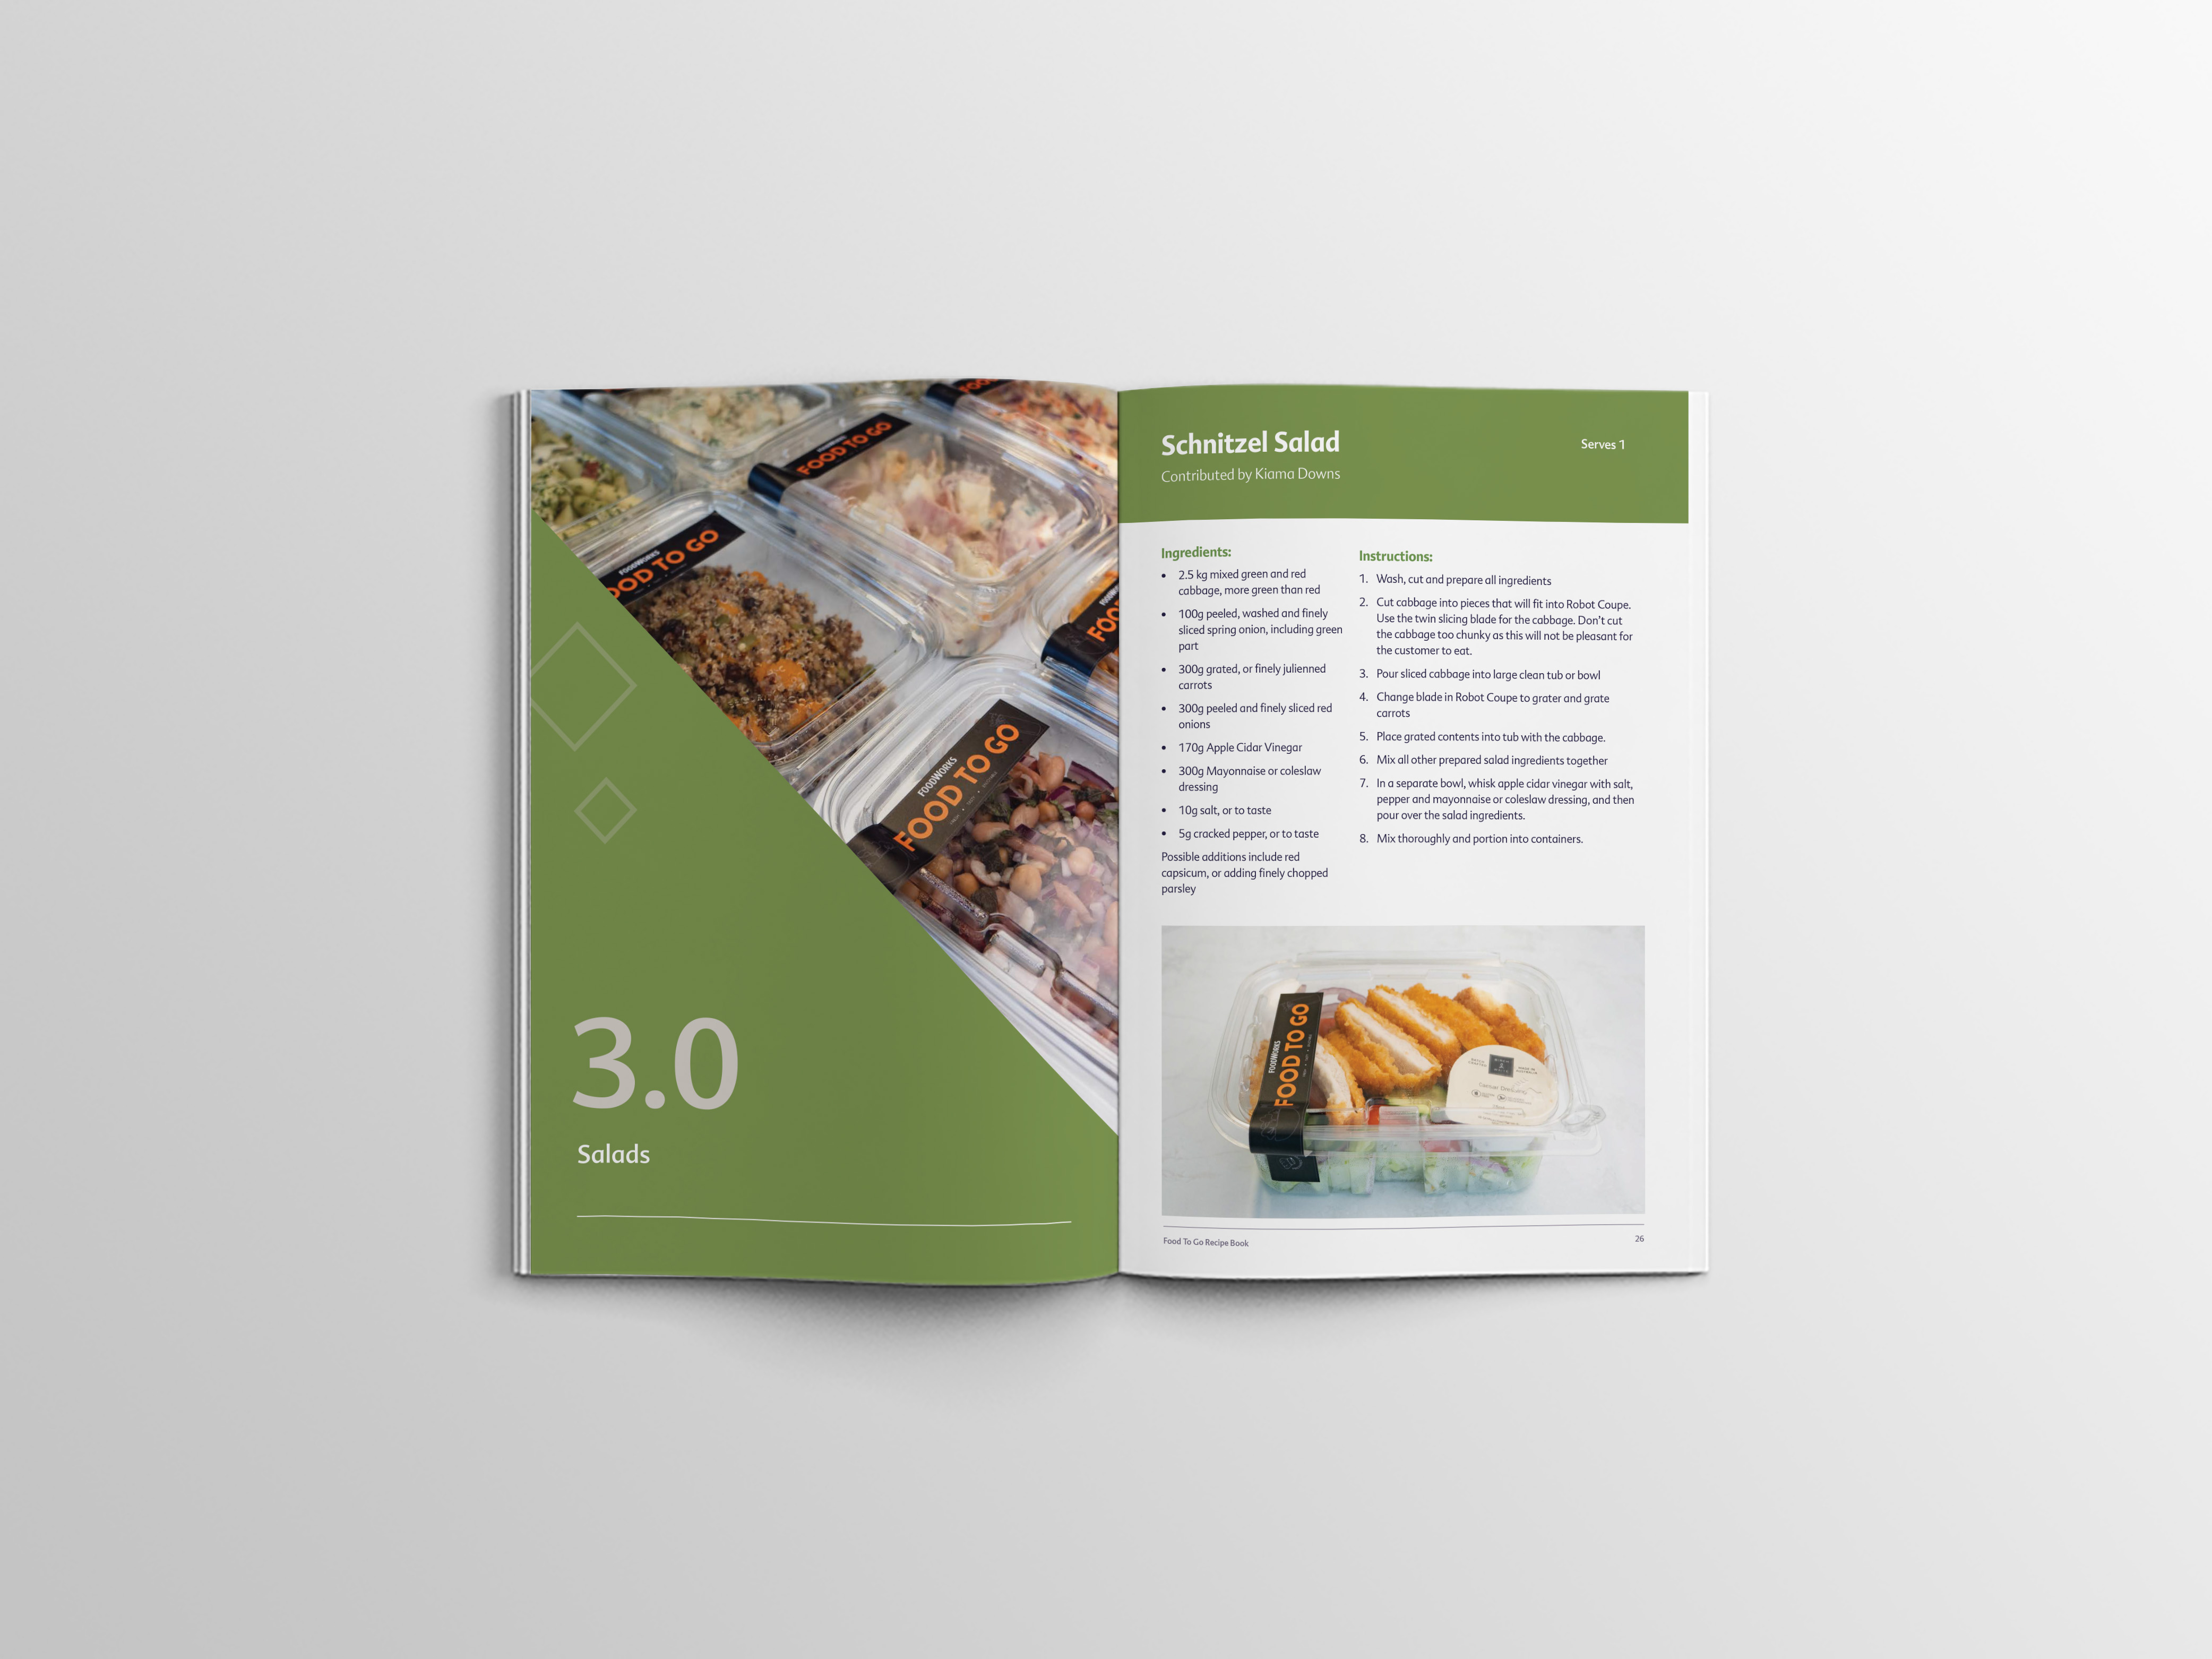 FOODWORKS
FOOD TO GO
FOODWORKS
OOD TO GO
FOODWORKS
FOOD TO GO
3.0
Salads
Schnitzel Salad
Serves 1
Contributed by Kiama Downs
Ingredients:
• 2.5 kg mixed green and red
cabbage, more green than red
• 100g peeled, washed and finely
sliced spring onion, including green
part
• 300g grated, or finely julienned
carrots
• 300g peeled and finely sliced red
onions
• 170g Apple Cidar Vinegar
• 300g Mayonnaise or coleslaw
dressing
• 10g salt, or to taste
• 5g cracked pepper, or to taste
Possible additions include red
capsicum, or adding finely chopped
parsley
Instructions:
1. Wash, cut and prepare all ingredients
2. Cut cabbage into pieces that will fit into Robot Coupe.
Use the twin slicing blade for the cabbage. Don't cut
the cabbage too chunky as this will not be pleasant for
the customer to eat.
3. Pour sliced cabbage into large clean tub or bowl
4. Change blade in Robot Coupe to grater and grate
carrots
5. Place grated contents into tub with the cabbage.
6. Mix all other prepared salad ingredients together
7. In a separate bowl, whisk apple cidar vinegar with salt,
pepper and mayonnaise or coleslaw dressing, and then
pour over the salad ingredients.
8. Mix thoroughly and portion into containers.
FOODWORKS
FOOD TO GO
Food To Go Recipe Book
26